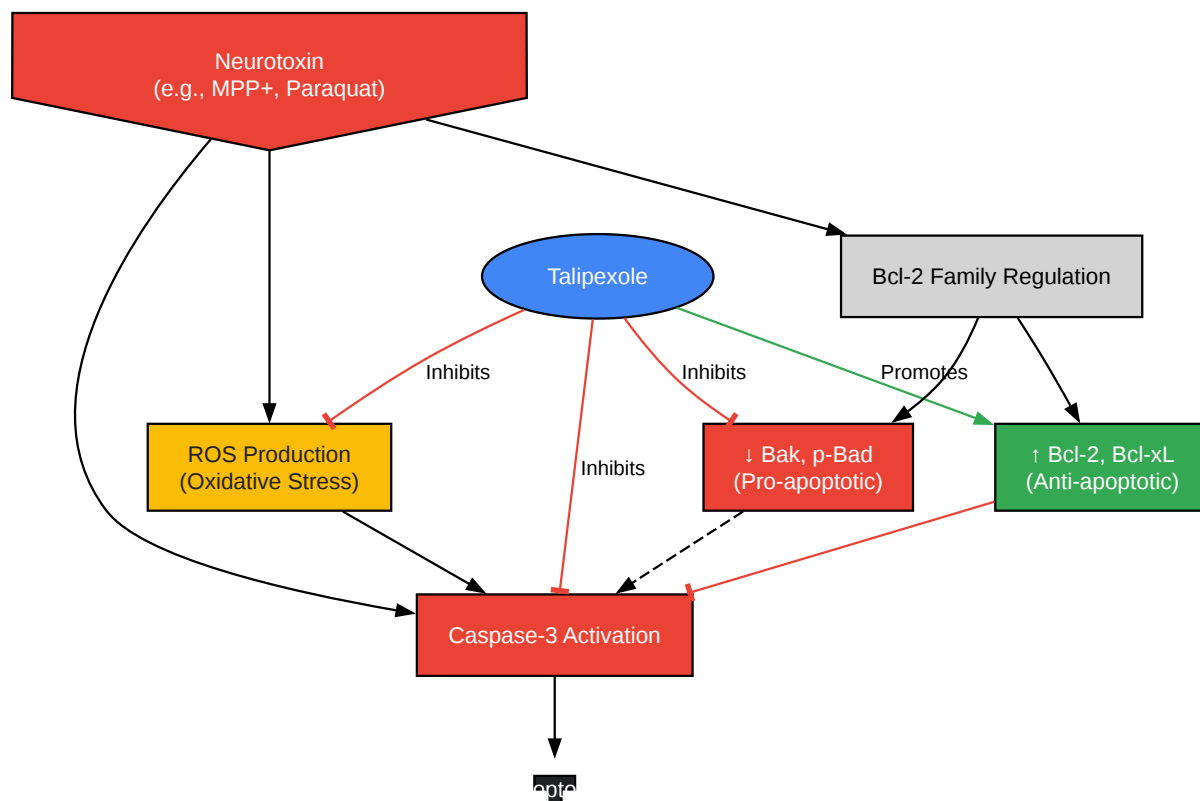 Neurotoxin
(e.g., MPP+, Paraquat)
Talipexole
Bcl-2 Family Regulation
Inhibits
Inhibits
Promotes
ROS Production
(Oxidative Stress)
Inhibits
↓ Bak, p-Bad
(Pro-apoptotic)
↑ Bcl-2, Bcl-xL
(Anti-apoptotic)
Caspase-3 Activation